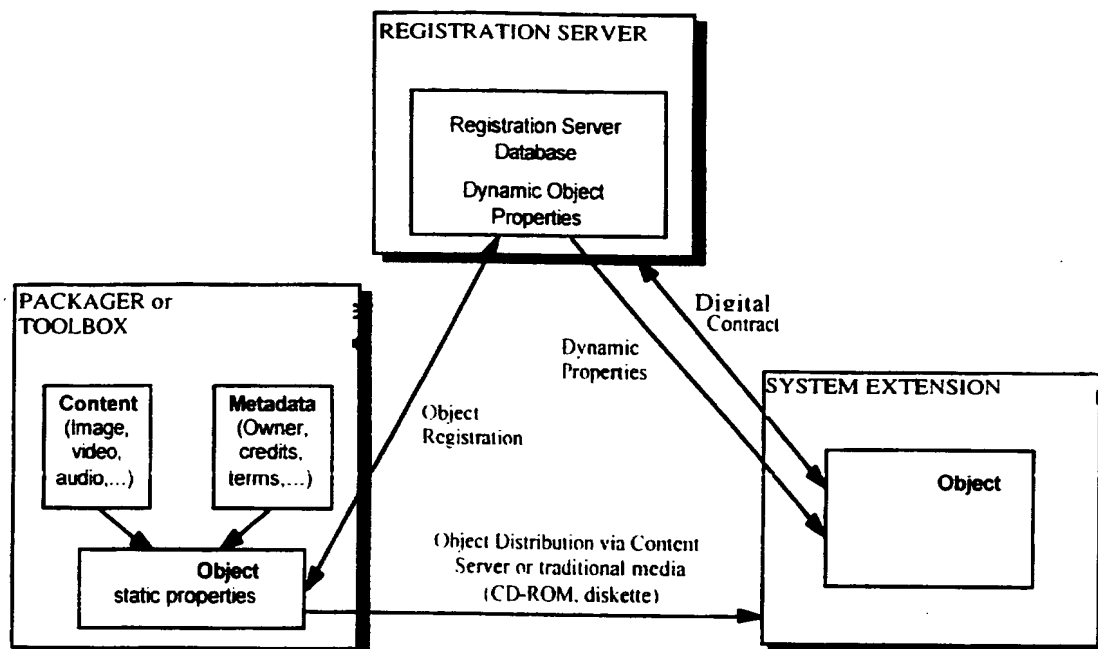 REGISTRATION SERVER
Registration Server
Database
Dynamic Object
Properties
PACKAGER or
TOOLBOX
Content
(Image,
video,
audio,...)
Metadata
(Owner,
credits,
terms,...)
Object
static properties
Object
Registration
Dynamic
Properties
Digital
Contract
SYSTEM EXTENSION
Object
Object Distribution via Content
Server or traditional media
(CD-ROM, diskette)